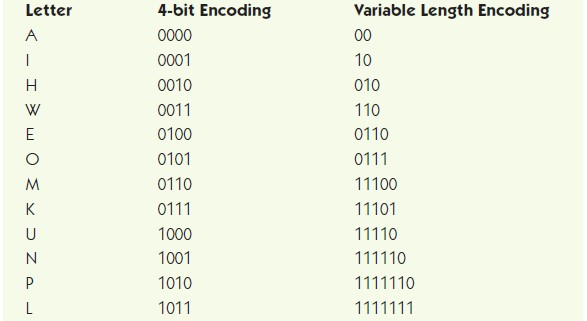 Letter 4-bit Encoding Variable Length Encoding
A 0000 00
I 0001 10
H 0010 010
W 0011 110
E 0100 0110
O 0101 0111
M 0110 11100
K 0111 11101
U 1000 11110
N 1001 111110
P 1010 1111110
L 1011 1111111